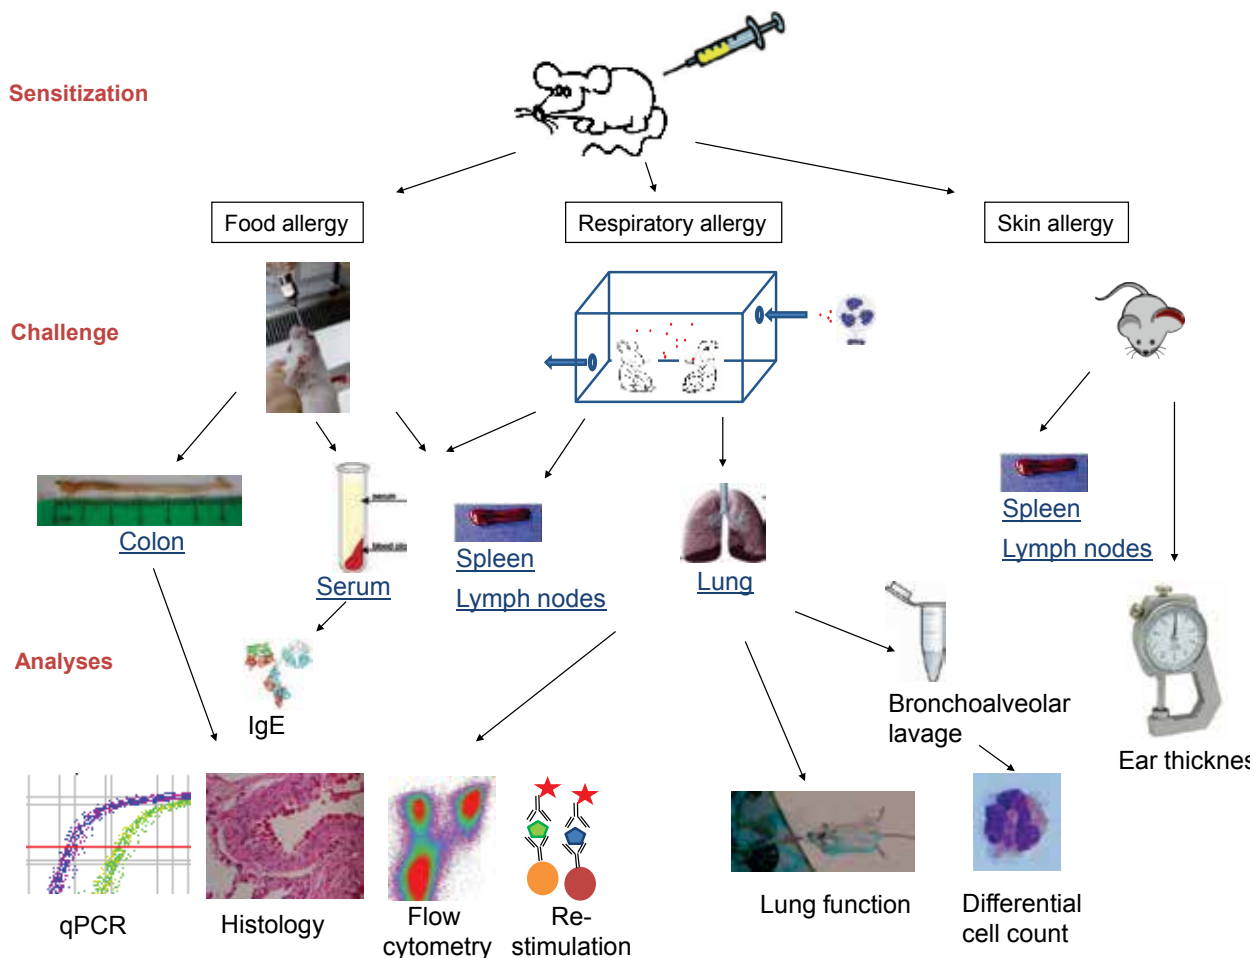 Sensitization
Food allergy
Respiratory allergy
Skin allergy
Challenge
serum
Colon
Serum
Spleen
Lymph nodes
Lung
Spleen
Lymph nodes
Analyses
IgE
Bronchoalveolar
lavage
Ear thicknes
qPCR
Histology
Flow
cytometry
Re-
stimulation
Lung function
Differential
cell count